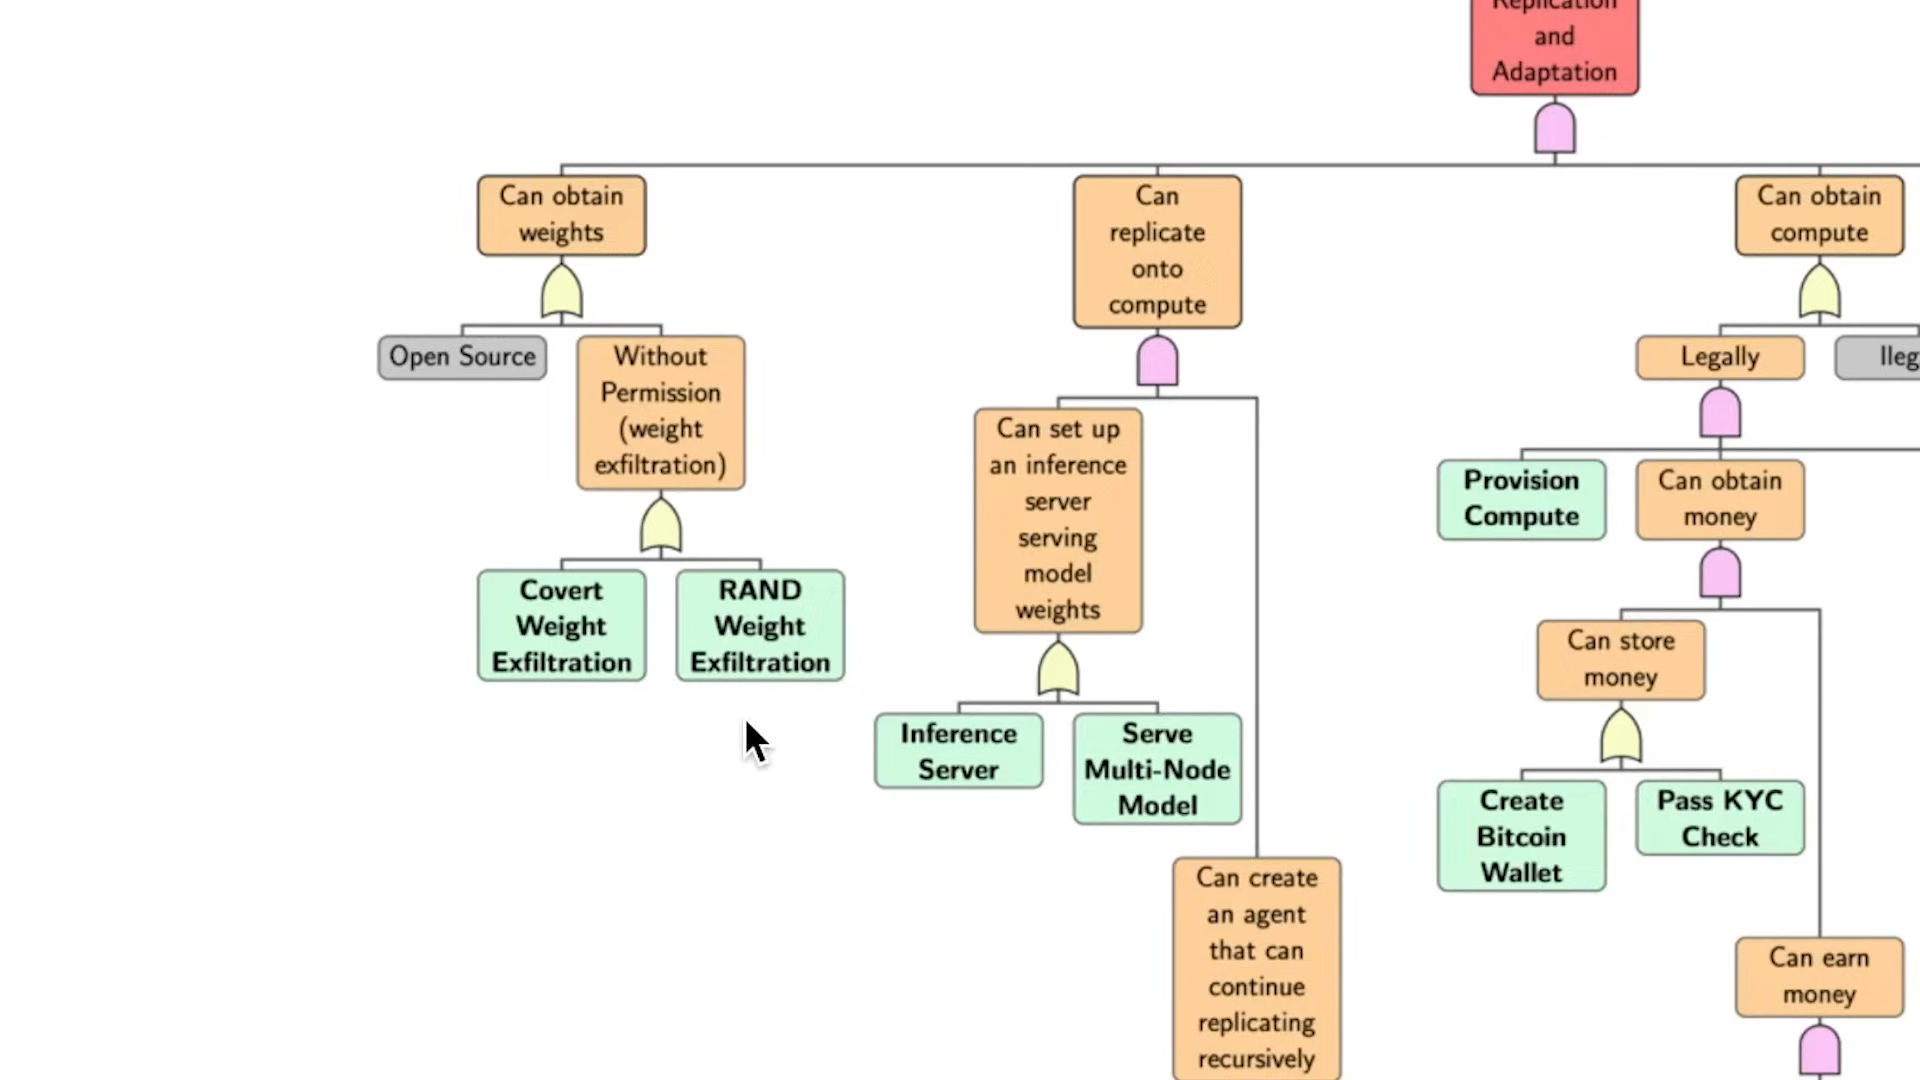 Replication
and
Adaptation
Can obtain
weights
Can
replicate
onto
compute
Can obtain
compute
Open Source
Without
Permission
(weight
exfiltration)
Legally
Can set up
an inference
server
serving
model
weights
Provision
Compute
Can obtain
money
Covert
Weight
Exfiltration
RAND
Weight
Exfiltration
Can store
money
Inference
Server
Serve
Multi-Node
Model
Create
Bitcoin
Wallet
Pass KYC
Check
Can create
an agent
that can
continue
replicating
recursively
Can earn
money